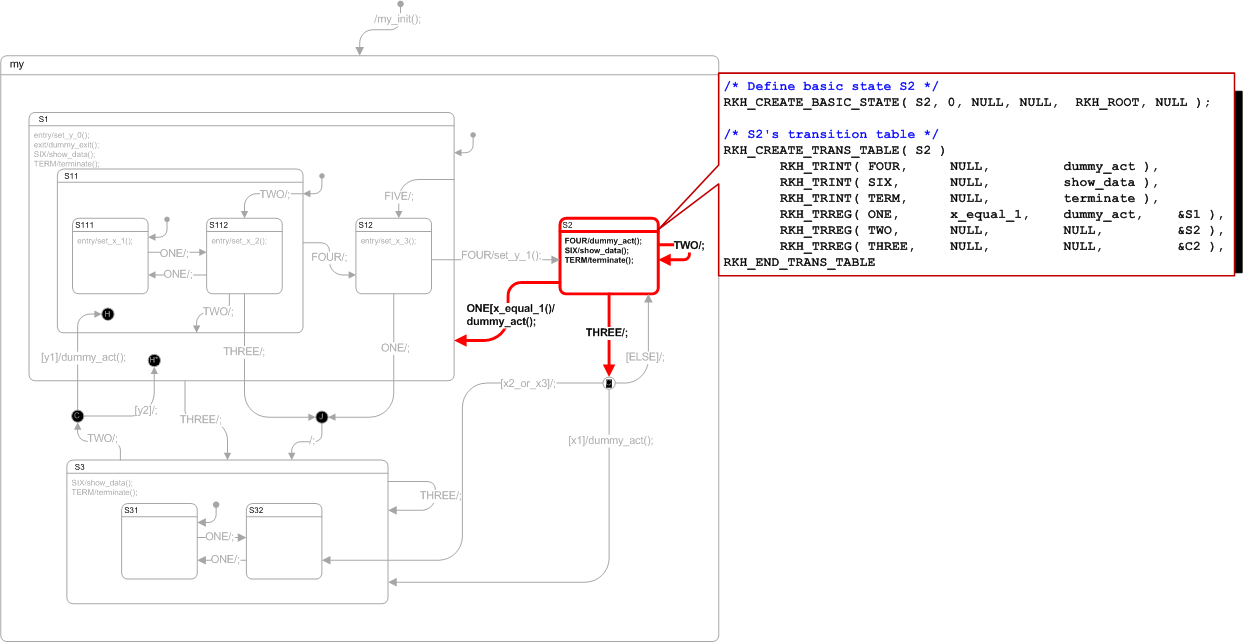 /my_init();
my
/* Define basic state S2 */
RKH_CREATE_BASIC_STATE( S2, 0, NULL, NULL, RKH_ROOT, NULL );
/* S2's transition table */
RKH_CREATE_TRANS_TABLE( S2 )
RKH_TRINT( FOUR, NULL, dummy_act ),
RKH_TRINT( SIX, NULL, show_data ),
RKH_TRINT( TERM, NULL, terminate ),
RKH_TRREG( ONE, x_equal_1, dummy_act, &S1 ),
RKH_TRREG( TWO, NULL, NULL, &S2 ),
RKH_TRREG( THREE, NULL, NULL, &C2 ),
RKH_END_TRANS_TABLE
S1
entry/set_y_0();
exit/dummy_exit();
SIX/show_data();
TERM/terminate();
S11
TWO/;
FIVE/;
S111
entry/set_x_1();
S112
entry/set_x_2();
S12
entry/set_x_3();
ONE/;
ONE/;
FOUR/;
FOUR/set_y_1();
S2
FOUR/dummy_act();
SIX/show_data();
TERM/terminate();
TWO/;
TWO/;
H
ONE[x_equal_1()/
dummy_act();
THREE/;
THREE/;
ONE/;
[y1]/dummy_act();
H*
[ELSE]/;
[x2_or_x3]/;
[y2]/;
C
THREE/;
J
TWO/;
/;
[x1]/dummy_act();
S3
SIX/show_data();
TERM/terminate();
THREE/;
S31
S32
ONE/;
ONE/;